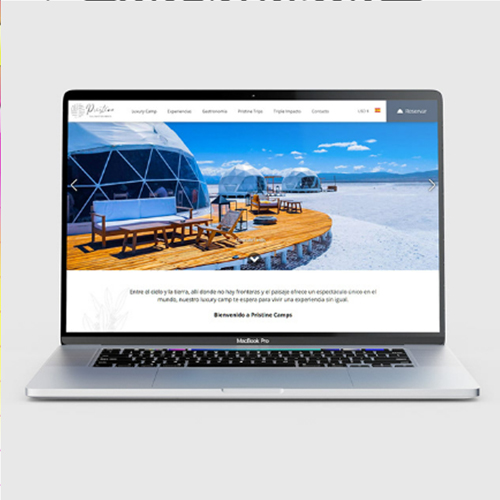 Pristine
Luxury Camp Experiencias Gastronomía Pristine Trips Triple Impacto Contacto USD $ Reservar
Entre el cielo y la tierra, allí donde no hay fronteras y el paisaje ofrece un espectáculo único en el
mundo, nuestro luxury camp te espera para vivir una experiencia sin igual.
Bienvenido a Pristine Camps
MacBook Pro